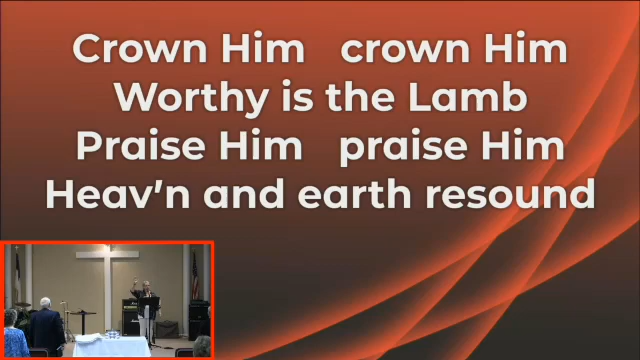 Crown Him crown Him
Worthy is the Lamb
Praise Him praise Him
Heav'n and earth resound